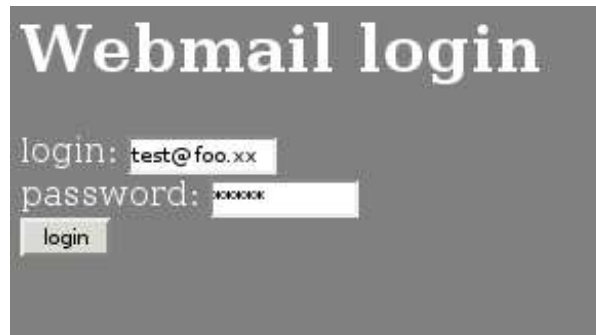 Webmail login
login: test@foo.xx
password: *****
login